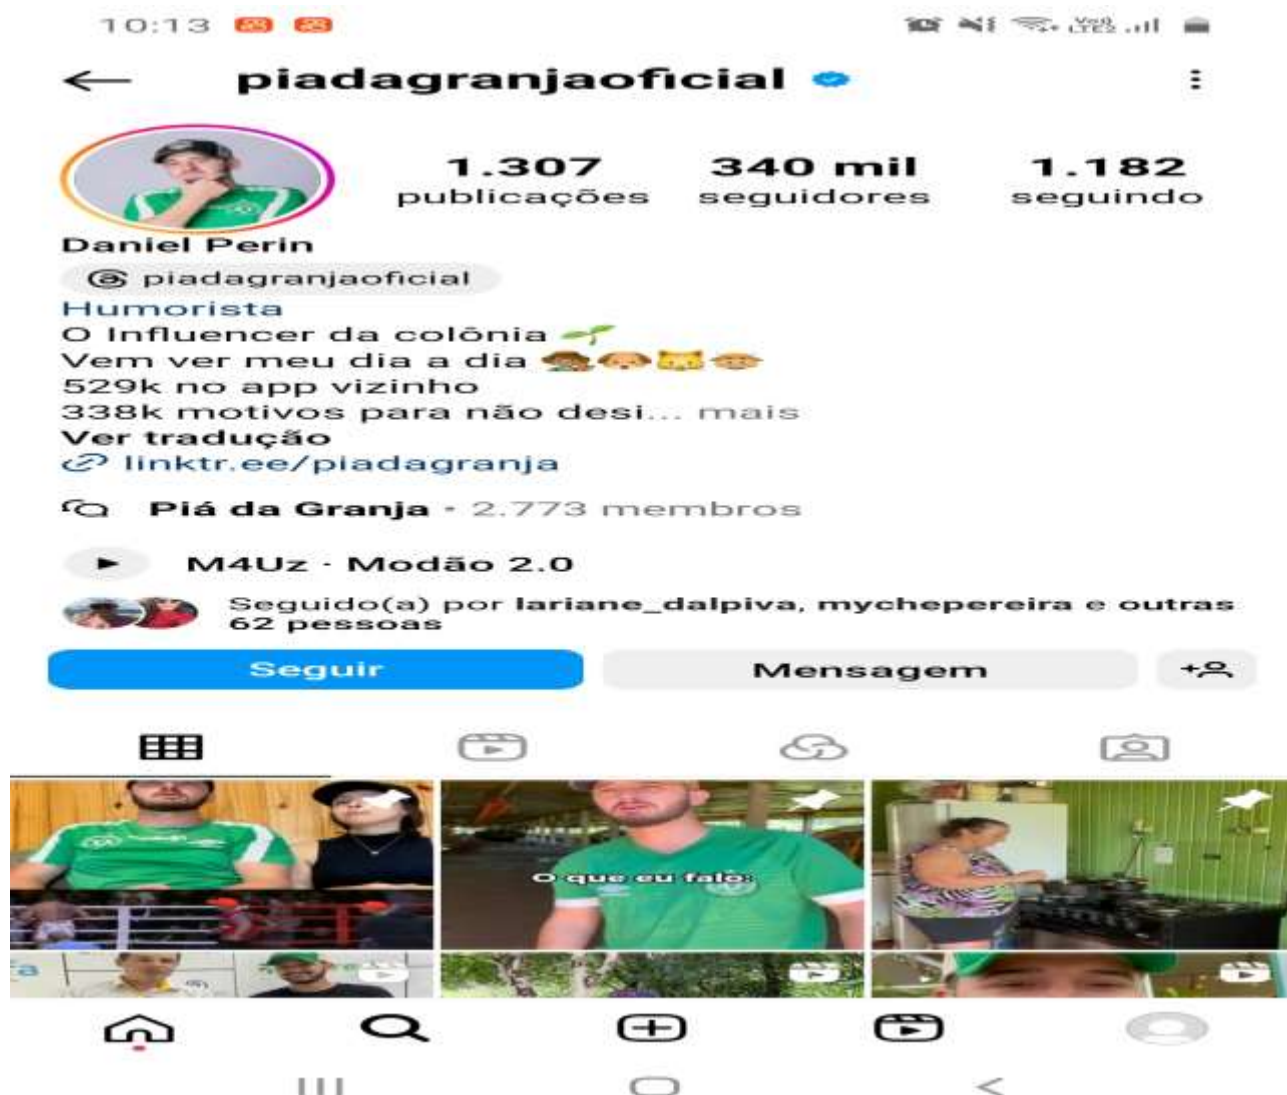 10:13
LTE2
piadagranjaoficial
1.307 340 mil 1.182
publicações seguidores seguindo
Daniel Perin
piadagranjaoficial
Humorista
O Influencer da colônia
Vem ver meu dia a dia
529k no app vizinho
338k motivos para não desi... mais
Ver tradução
linktr.ee/piadagranja
Piá da Granja • 2.773 membros
M4Uz · Modão 2.0
Seguido(a) por lariane_dalpiva, mychepereira e outras
62 pessoas
Seguir Mensagem
O que eu falo: